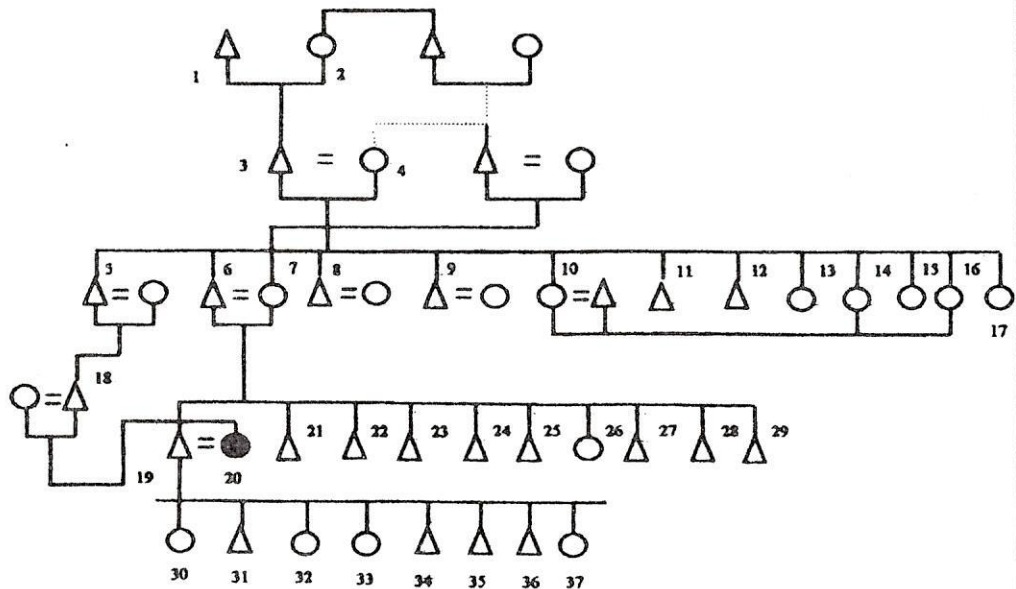 1 2
= =
3 4
5 6 7 8 9 10 11 12 13 14 15 16
= = = = =
17
18
=
21 22 23 24 25 26 27 28 29
=
19 20
30 31 32 33 34 35 36 37